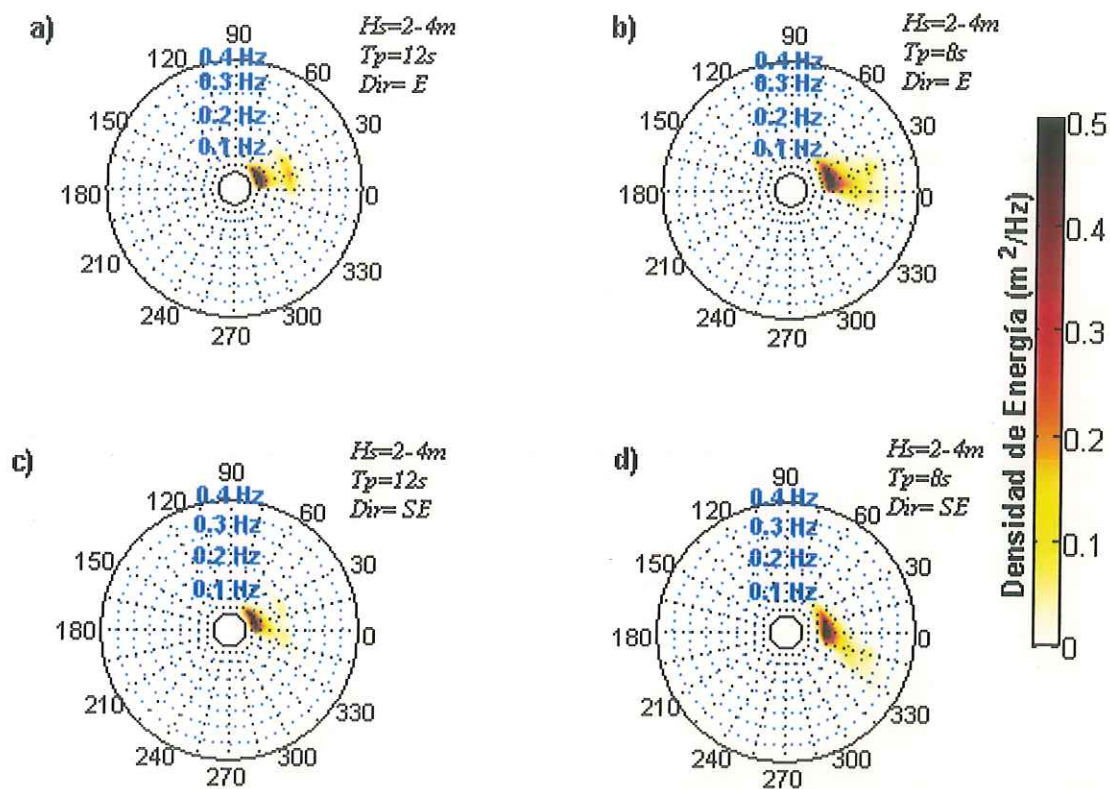 a)
Hs=2-4m
Tp=12s
Dir= E
90
120
60
0.4 Hz
0.3 Hz
0.2 Hz
0.1 Hz
150
30
180
0
210
330
240
300
270
b)
Hs=2-4m
Tp=8s
Dir= E
90
120
60
0.4 Hz
0.3 Hz
0.2 Hz
0.1 Hz
150
30
180
0
210
330
240
300
270
c)
Hs=2-4m
Tp=12s
Dir= SE
90
120
60
0.4 Hz
0.3 Hz
0.2 Hz
0.1 Hz
150
30
180
0
210
330
240
300
270
d)
Hs=2-4m
Tp=8s
Dir= SE
90
120
60
0.4 Hz
0.3 Hz
0.2 Hz
0.1 Hz
150
30
180
0
210
330
240
300
270
Densidad de Energía (m²/Hz)
0.5
0.4
0.3
0.2
0.1
0